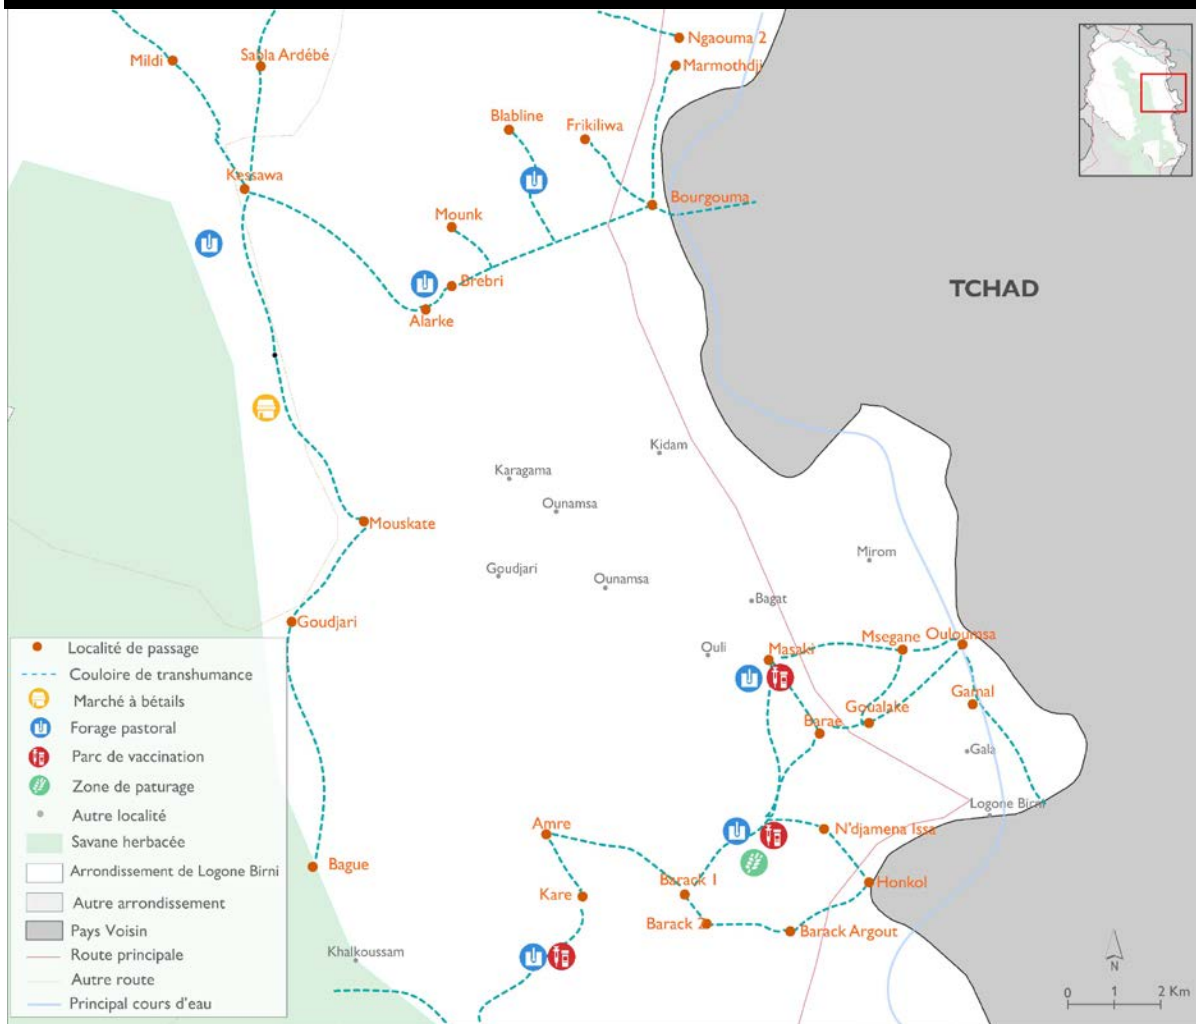 Ngaouma 2
Mildi
Sabla Ardébé
Marmothdji
Blabline
Frikiliwa
Kessawa
Bourgouma
Mounk
Brebri
Alarke
TCHAD
Kidam
Karagama
Ounamsa
Mouskate
Mirom
Goudjari
Ounamsa
Bagat
Goudjari
Msegane
Ouloumsa
Ouli
Masaki
Gamal
Goualake
Barae
Gala
Logone Birni
Amre
N'djamena Issa
Bague
Barack 1
Honkol
Kare
Barack 2
Barack Argout
Khalkoussam
Localité de passage
Couloire de transhumance
Marché à bétails
Forage pastoral
Parc de vaccination
Zone de paturage
Autre localité
Savane herbacée
Arrondissement de Logone Birni
Autre arrondissement
Pays Voisin
Route principale
Autre route
Principal cours d'eau
N
0 1 2 Km